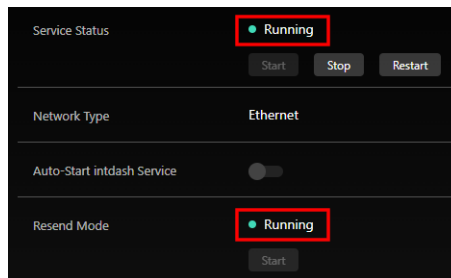 Service Status Running
Start Stop Restart
Network Type Ethernet
Auto-Start intdash Service
Resend Mode Running
Start